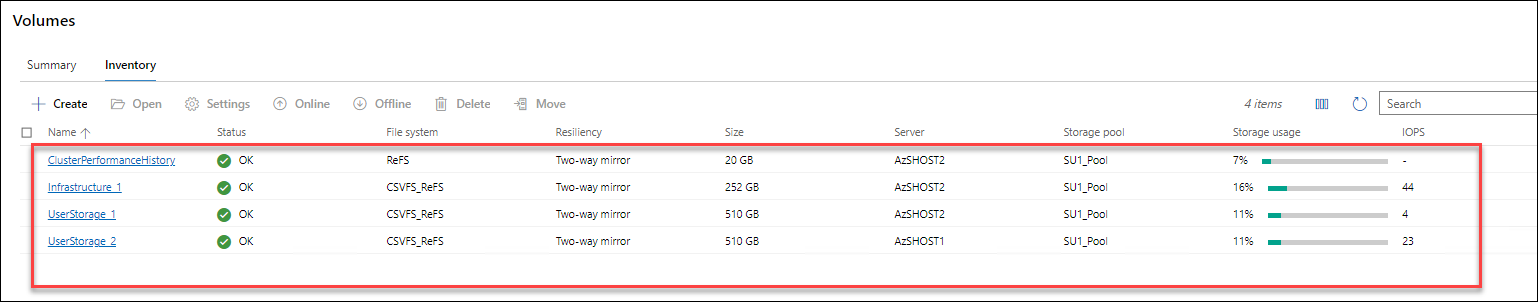 Volumes
Summary Inventory
Create Open Settings Online Offline Delete Move 4 items Search
Name Status File system Resiliency Size Server Storage pool Storage usage IOPS
ClusterPerformanceHistory OK ReFS Two-way mirror 20 GB AzSHOST2 SU1_Pool 7% -
Infrastructure_1 OK CSVFS_ReFS Two-way mirror 252 GB AzSHOST2 SU1_Pool 16% 44
UserStorage_1 OK CSVFS_ReFS Two-way mirror 510 GB AzSHOST2 SU1_Pool 11% 4
UserStorage_2 OK CSVFS_ReFS Two-way mirror 510 GB AzSHOST1 SU1_Pool 11% 23